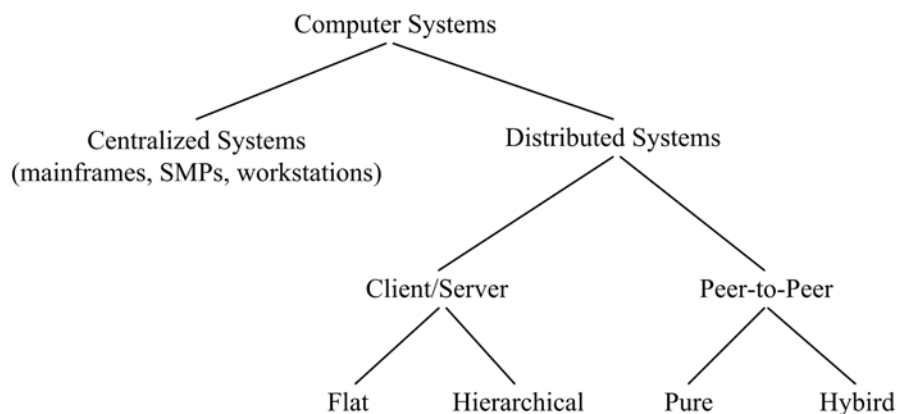 Computer Systems
Centralized Systems
(mainframes, SMPs, workstations)
Distributed Systems
Client/Server
Peer-to-Peer
Flat
Hierarchical
Pure
Hybird